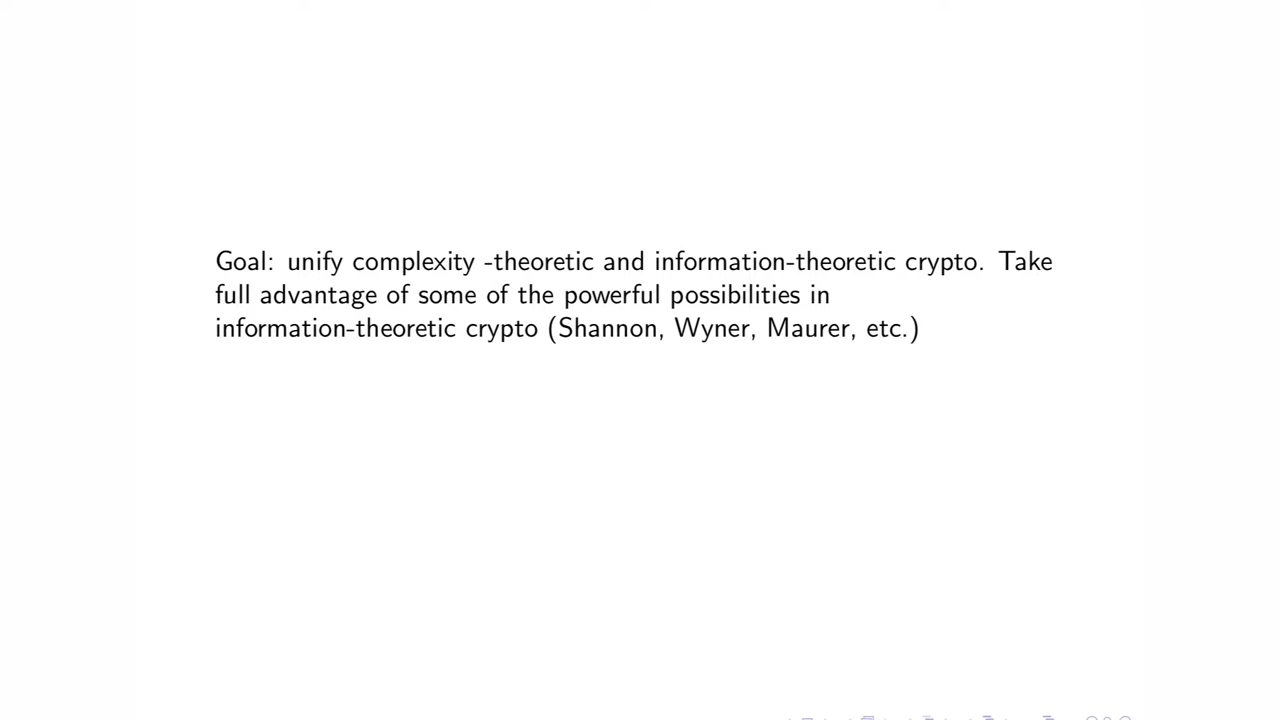 Goal: unify complexity -theoretic and information-theoretic crypto. Take
full advantage of some of the powerful possibilities in
information-theoretic crypto (Shannon, Wyner, Maurer, etc.)